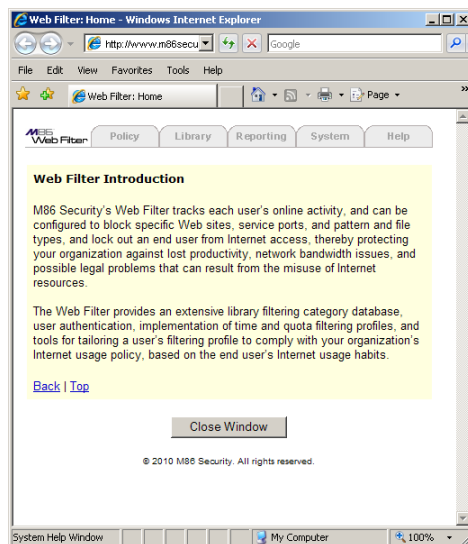 Web Filter: Home - Windows Internet Explorer
http://www.m86secu
Google
File Edit View Favorites Tools Help
Web Filter: Home
Page
»
M86
Web Filter
Policy Library Reporting System Help
Web Filter Introduction
M86 Security's Web Filter tracks each user's online activity, and can be
configured to block specific Web sites, service ports, and pattern and file
types, and lock out an end user from Internet access, thereby protecting
your organization against lost productivity, network bandwidth issues, and
possible legal problems that can result from the misuse of Internet
resources.
The Web Filter provides an extensive library filtering category database,
user authentication, implementation of time and quota filtering profiles, and
tools for tailoring a user's filtering profile to comply with your organization's
Internet usage policy, based on the end user's Internet usage habits.
Back | Top
Close Window
© 2010 M86 Security. All rights reserved.
System Help Window My Computer 100%